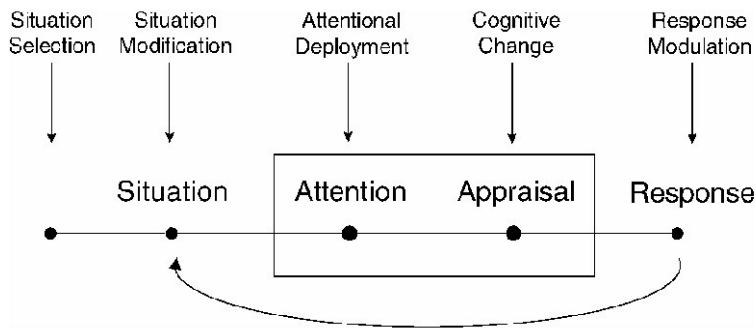 Situation Selection
Situation Modification
Attentional Deployment
Cognitive Change
Response Modulation
Situation
Attention
Appraisal
Response